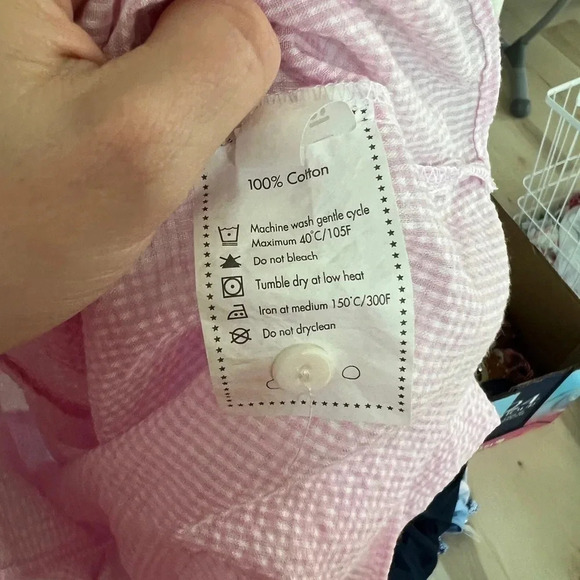 100% Cotton
Machine wash gentle cycle
Maximum 40°C/105F
Do not bleach
Tumble dry at low heat
Iron at medium 150°C/300F
Do not dryclean